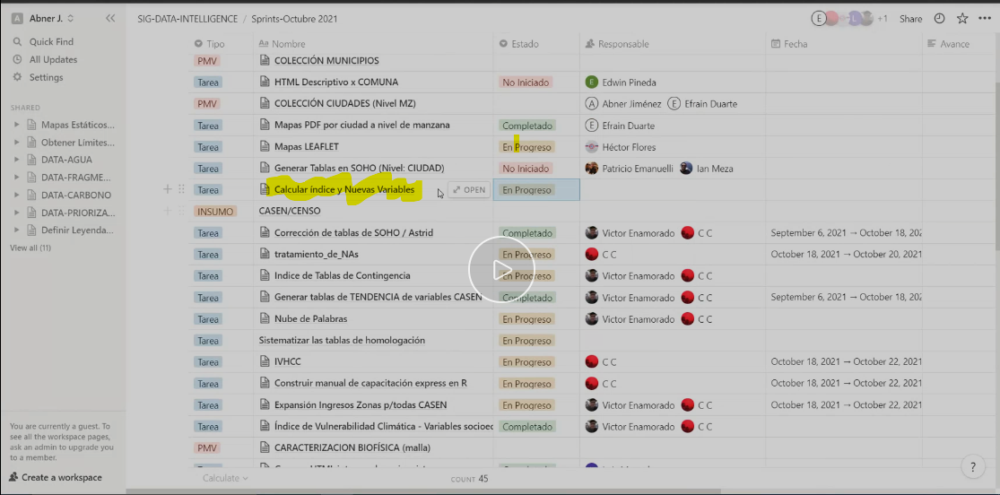 A Abner J.
SIG-DATA-INTELLIGENCE / Sprints-Octubre 2021
E L +1 Share
Quick Find
All Updates
Settings
SHARED
Mapas Estáticos...
Obtener Límites...
DATA-AGUA
DATA-FRAGME...
DATA-CARBONO
DATA-PRIORIZA...
Definir Leyenda...
View all (11)
You are currently a guest. To
see all the workspace pages,
ask an admin to upgrade you
to a member.
Create a workspace
Tipo Nombre Estado Responsable Fecha Avance
PMV COLECCIÓN MUNICIPIOS
Tarea HTML Descriptivo x COMUNA No Iniciado E Edwin Pineda
PMV COLECCIÓN CIUDADES (Nivel MZ) A Abner Jiménez E Efrain Duarte
Tarea Mapas PDF por ciudad a nivel de manzana Completado E Efrain Duarte
Tarea Mapas LEAFLET En Progreso Héctor Flores
Tarea Generar Tablas en SOHO (Nivel: CIUDAD) No Iniciado Patricio Emanuelli Ian Meza
Tarea Calcular índice y Nuevas Variables OPEN En Progreso
INSUMO CASEN/CENSO
Tarea Corrección de tablas de SOHO / Astrid Completado Victor Enamorado C C September 6, 2021 → October 18, 202
Tarea tratamiento_de_NAs En Progreso C C October 18, 2021 → October 20, 2021
Tarea Indice de Tablas de Contingencia En Progreso Victor Enamorado C C
Tarea Generar tablas de TENDENCIA de variables CASEN Completado Victor Enamorado C C September 6, 2021 → October 18, 202
Tarea Nube de Palabras En Progreso Victor Enamorado C C
Tarea Sistematizar las tablas de homologación En Progreso
Tarea IVHCC En Progreso C C October 18, 2021 → October 22, 2021
Tarea Construir manual de capacitación express en R En Progreso C C October 18, 2021 → October 22, 2021
Tarea Expansión Ingresos Zonas p/todas CASEN En Progreso Victor Enamorado C C October 18, 2021 → October 22, 2021
Tarea Índice de Vulnerabilidad Climática - Variables socioeco Completado Victor Enamorado C C
PMV CARACTERIZACION BIOFÍSICA (malla)
Calculate COUNT 45
?